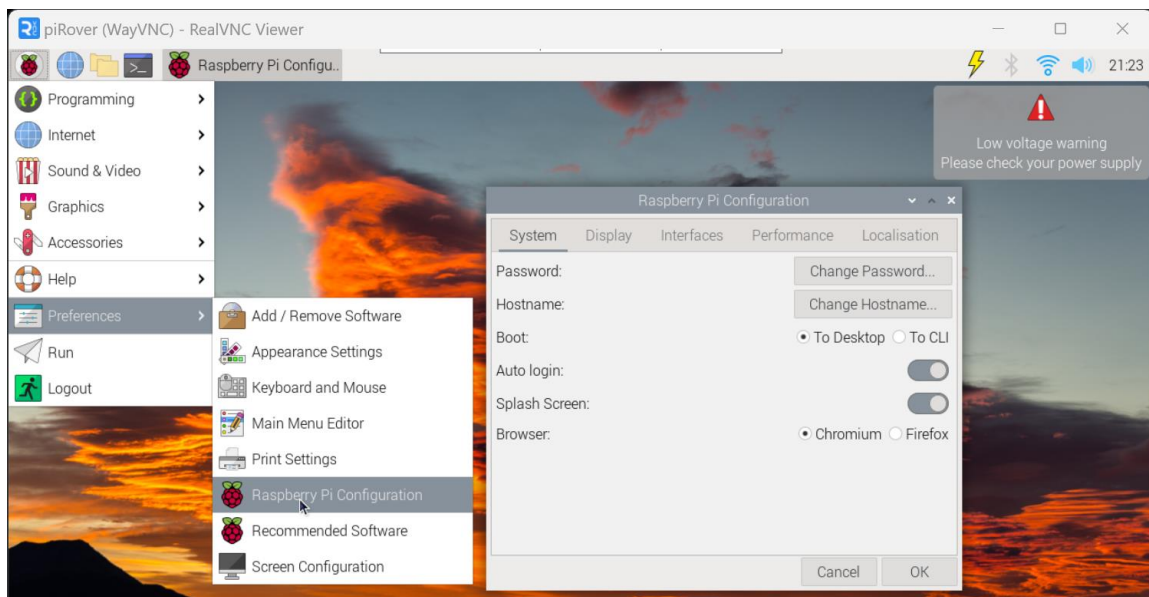 piRover (WayVNC) - RealVNC Viewer
Raspberry Pi Configu..
21:23
Programming
Internet
Sound & Video
Graphics
Accessories
Help
Preferences
Run
Logout
Add / Remove Software
Appearance Settings
Keyboard and Mouse
Main Menu Editor
Print Settings
Raspberry Pi Configuration
Recommended Software
Screen Configuration
Low voltage warning
Please check your power supply
Raspberry Pi Configuration
System Display Interfaces Performance Localisation
Password: Change Password...
Hostname: Change Hostname...
Boot: To Desktop To CLI
Auto login:
Splash Screen:
Browser: Chromium Firefox
Cancel OK